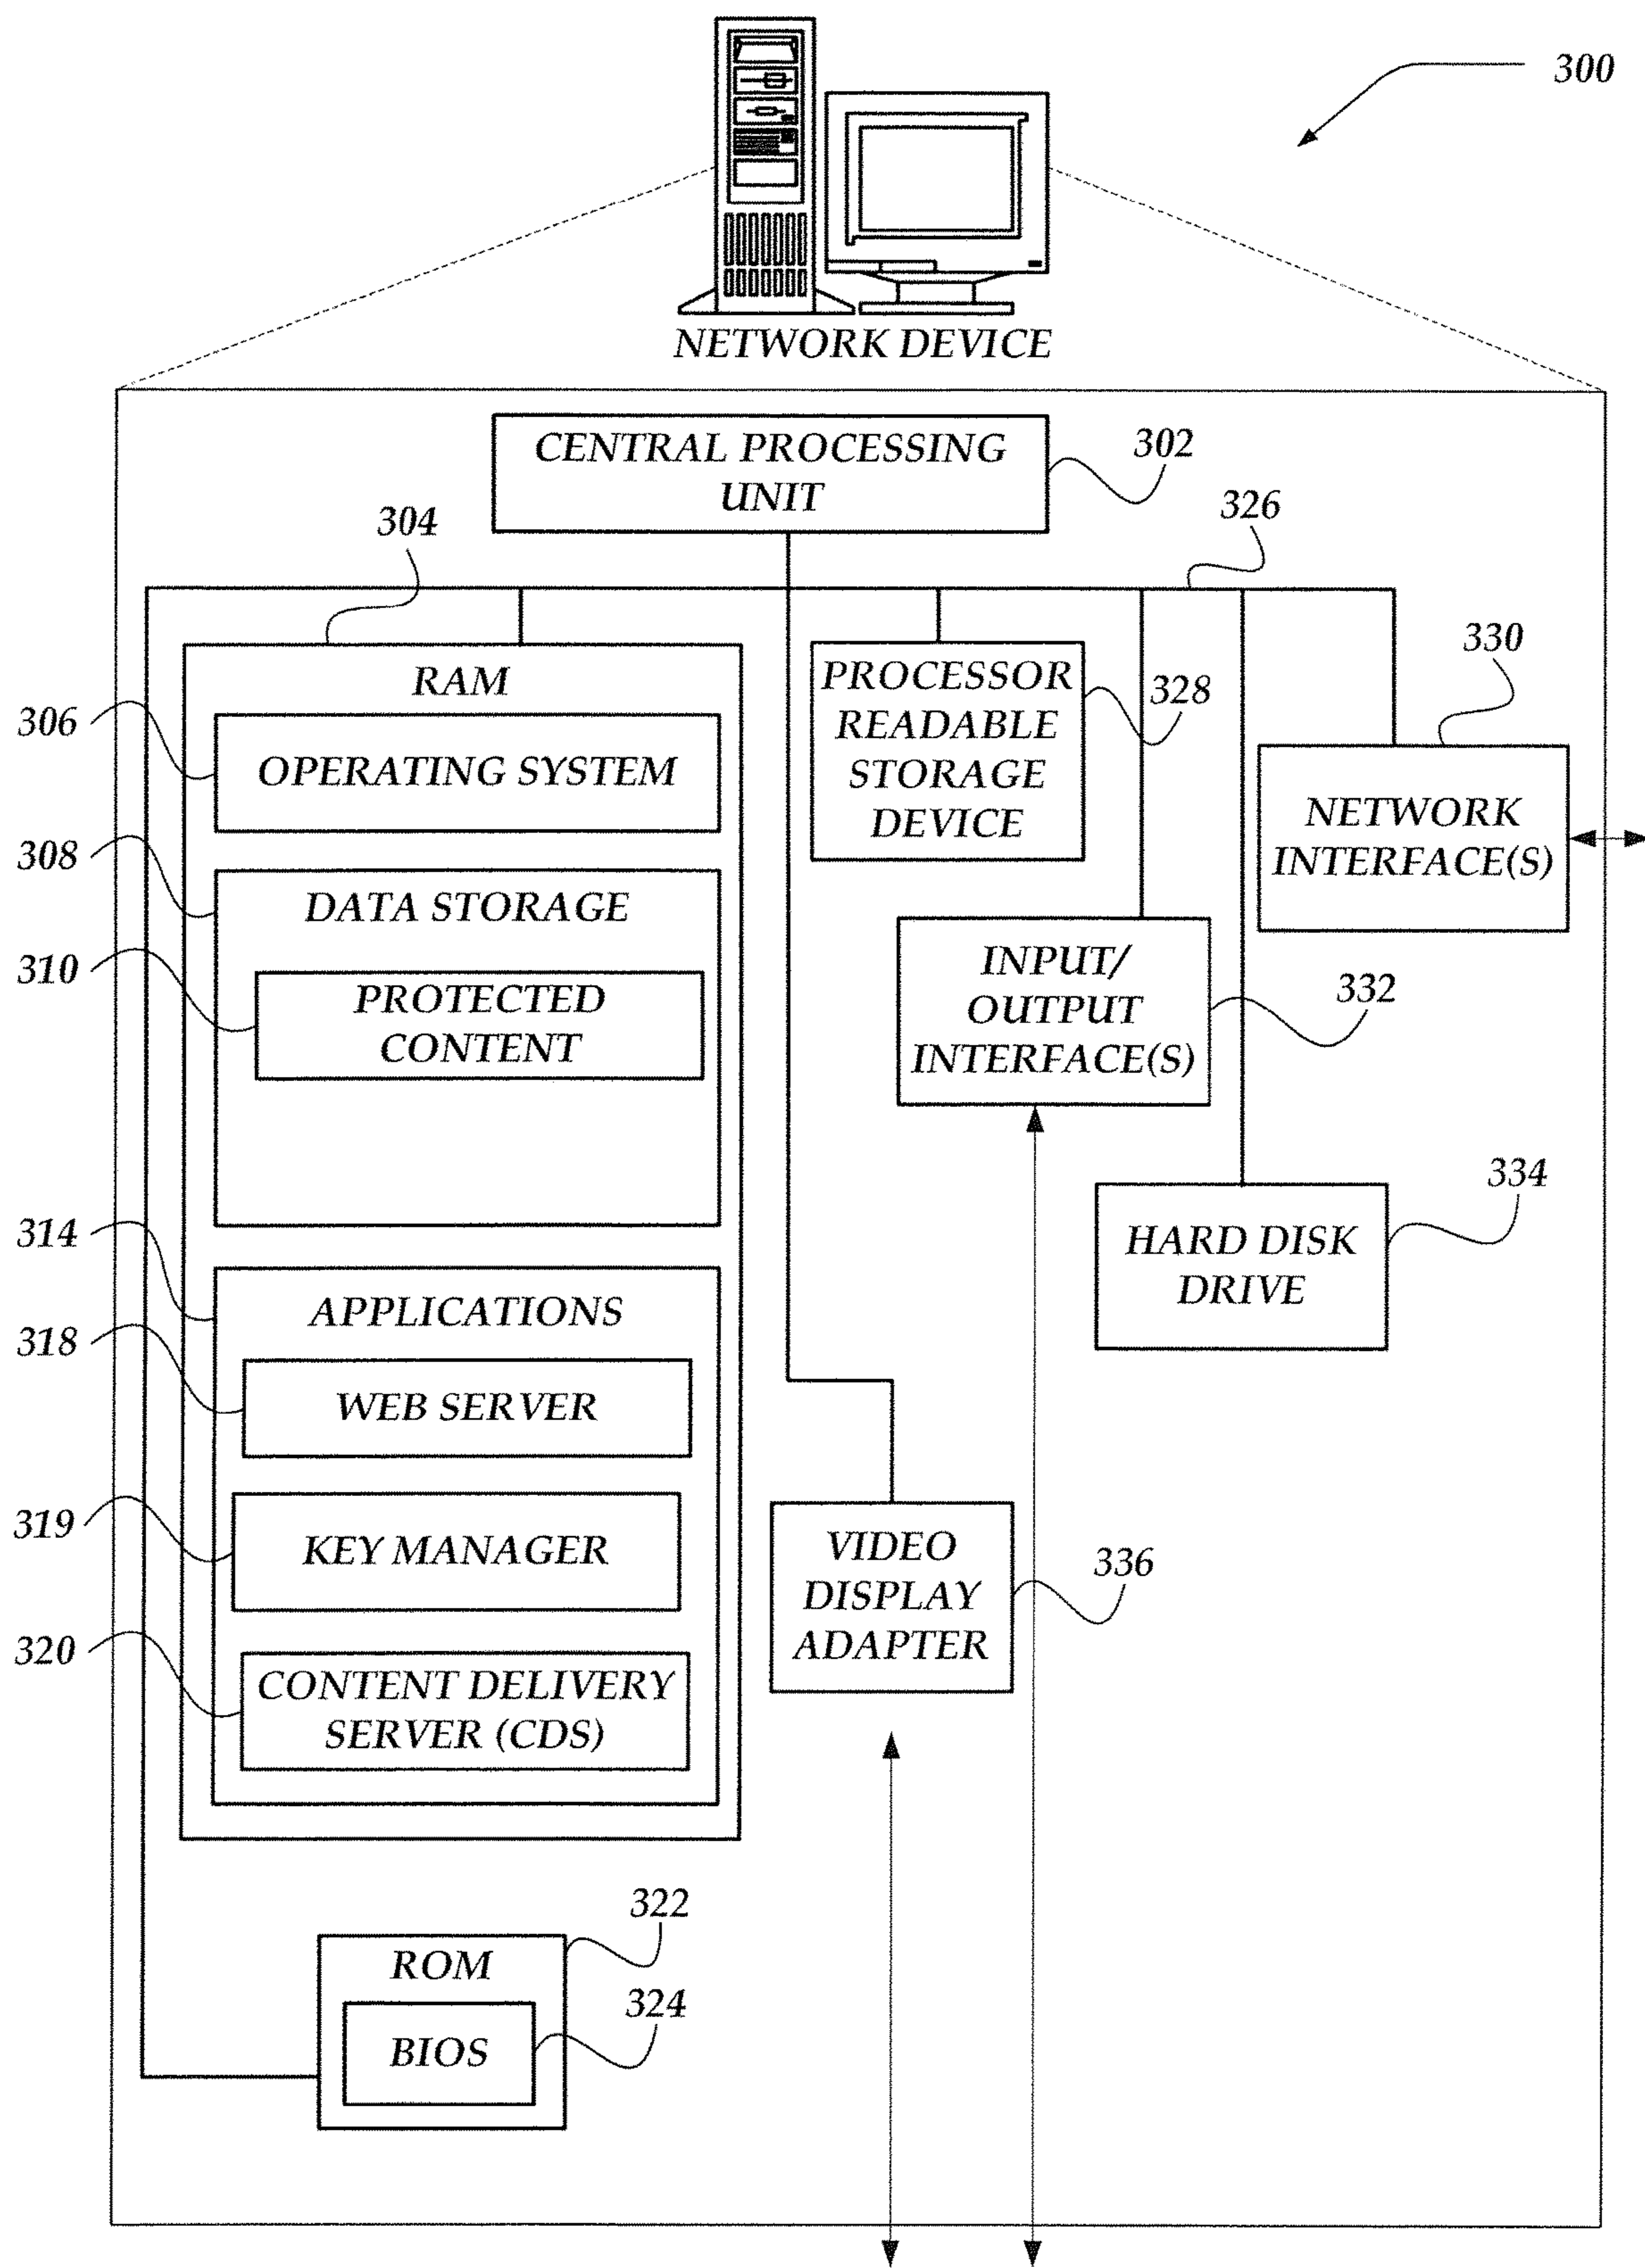 300
NETWORK DEVICE
CENTRAL PROCESSING
UNIT
302
304
326
RAM
306
OPERATING SYSTEM
308
DATA STORAGE
310
PROTECTED
CONTENT
314
APPLICATIONS
318
WEB SERVER
319
KEY MANAGER
320
CONTENT DELIVERY
SERVER (CDS)
PROCESSOR
READABLE
STORAGE
DEVICE
328
330
NETWORK
INTERFACE(S)
INPUT/
OUTPUT
INTERFACE(S)
332
334
HARD DISK
DRIVE
VIDEO
DISPLAY
ADAPTER
336
322
ROM
324
BIOS